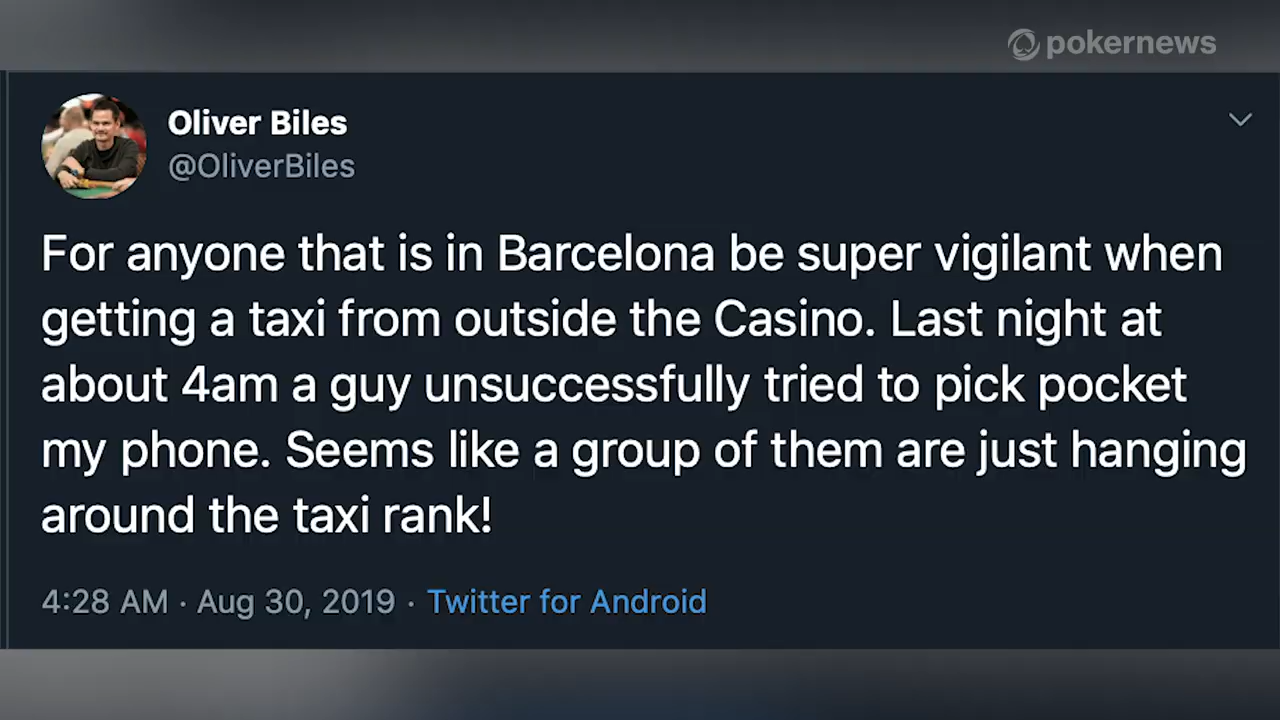 pokernews
Oliver Biles
@OliverBiles
For anyone that is in Barcelona be super vigilant when
getting a taxi from outside the Casino. Last night at
about 4am a guy unsuccessfully tried to pick pocket
my phone. Seems like a group of them are just hanging
around the taxi rank!
4:28 AM · Aug 30, 2019 · Twitter for Android